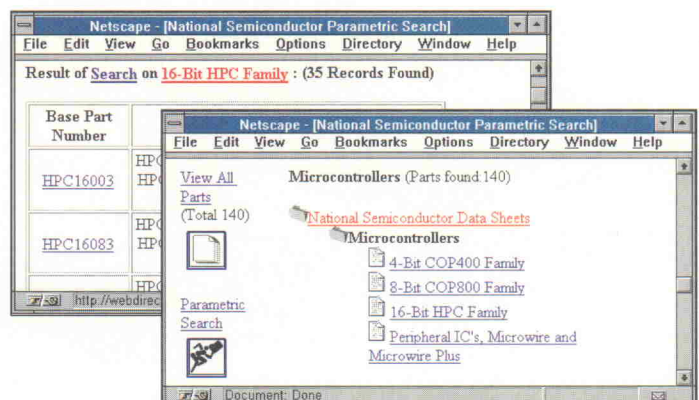 Netscape - [National Semiconductor Parametric Search]
File Edit View Go Bookmarks Options Directory Window Help
Result of Search on 16-Bit HPC Family : (35 Records Found)
Base Part
Number
HPC16003
HPC16083
Netscape - [National Semiconductor Parametric Search]
File Edit View Go Bookmarks Options Directory Window Help
View All
Parts
(Total 140)
Parametric
Search
Microcontrollers (Parts found:140)
National Semiconductor Data Sheets
Microcontrollers
4-Bit COP400 Family
8-Bit COP800 Family
16-Bit HPC Family
Peripheral IC's, Microwire and
Microwire Plus
Document: Done